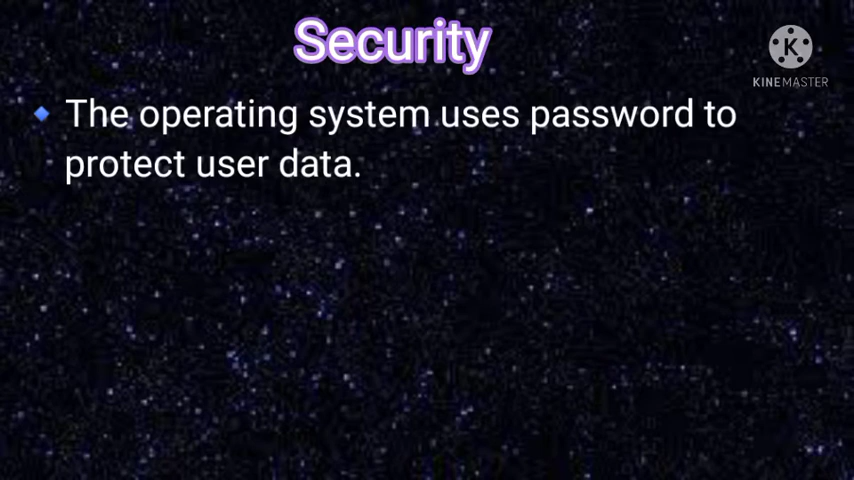 Security
K
KINEMASTER
🔹 The operating system uses password to
protect user data.